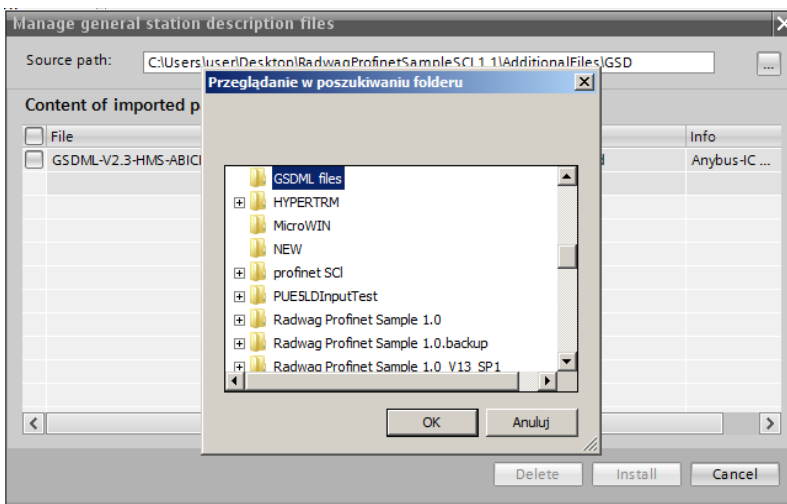 Manage general station description files
Source path:
C:\Users\user\Desktop\RadwagProfinetSampleSCL1_1\AdditionalFiles\GSD
...
Przeglądanie w poszukiwaniu folderu
Content of imported p
File
Info
GSDML-V2.3-HMS-ABICI
Anybus-IC ...
GSDML files
HYPERTRM
MicroWIN
NEW
profinet SCl
PUE5LDInputTest
Radwag Profinet Sample 1.0
Radwag Profinet Sample 1.0.backup
Radwag Profinet Sample 1.0_V13_SP1
OK
Anuluj
Delete
Install
Cancel